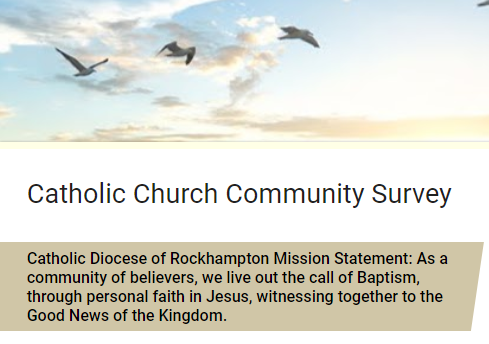 Catholic Church Community Survey
Catholic Diocese of Rockhampton Mission Statement: As a
community of believers, we live out the call of Baptism,
through personal faith in Jesus, witnessing together to the
Good News of the Kingdom.